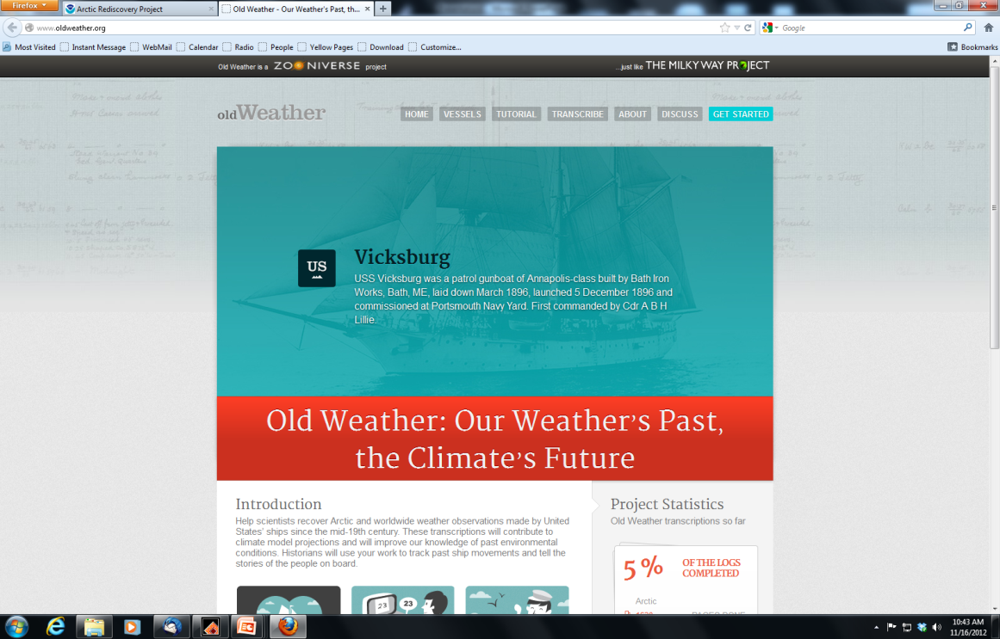 Firefox
Arctic Rediscovery Project
Old Weather - Our Weather's Past, th...
www.oldweather.org
Google
Most Visited Instant Message WebMail Calendar Radio People Yellow Pages Download Customize...
Bookmarks
Old Weather is a ZOONIVERSE project
...just like THE MILKY WAY PROJECT
oldWeather
HOME VESSELS TUTORIAL TRANSCRIBE ABOUT DISCUSS GET STARTED
US
Vicksburg
USS Vicksburg was a patrol gunboat of Annapolis-class built by Bath Iron
Works, Bath, ME, laid down March 1896, launched 5 December 1896 and
commissioned at Portsmouth Navy Yard. First commanded by Cdr A B H
Lillie.
Old Weather: Our Weather's Past,
the Climate's Future
Introduction
Help scientists recover Arctic and worldwide weather observations made by United
States' ships since the mid-19th century. These transcriptions will contribute to
climate model projections and will improve our knowledge of past environmental
conditions. Historians will use your work to track past ship movements and tell the
stories of the people on board.
23
23
Project Statistics
Old Weather transcriptions so far
5 %
OF THE LOGS
COMPLETED
Arctic
PAGES DONE
10:43 AM
11/16/2012